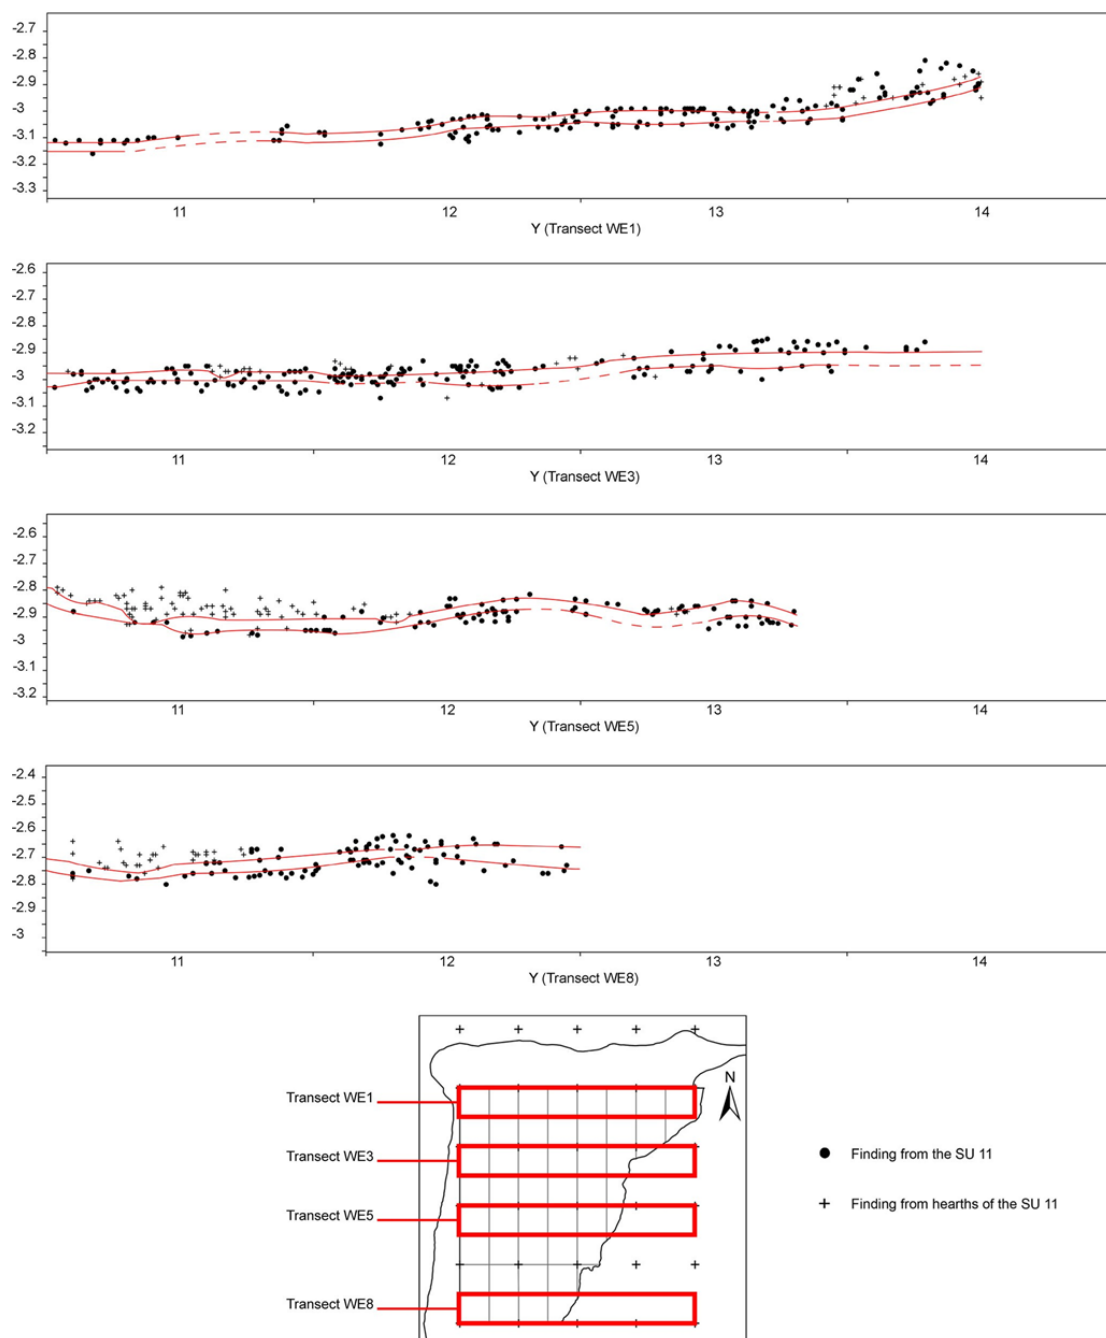 -2.7
-2.8
-2.9
-3
-3.1
-3.2
-3.3
11 12 13 14
Y (Transect WE1)
-2.6
-2.7
-2.8
-2.9
-3
-3.1
-3.2
11 12 13 14
Y (Transect WE3)
-2.6
-2.7
-2.8
-2.9
-3
-3.1
-3.2
11 12 13 14
Y (Transect WE5)
-2.4
-2.5
-2.6
-2.7
-2.8
-2.9
-3
11 12 13 14
Y (Transect WE8)
Transect WE1
N
Transect WE3
Finding from the SU 11
Transect WE5
Finding from hearths of the SU 11
Transect WE8